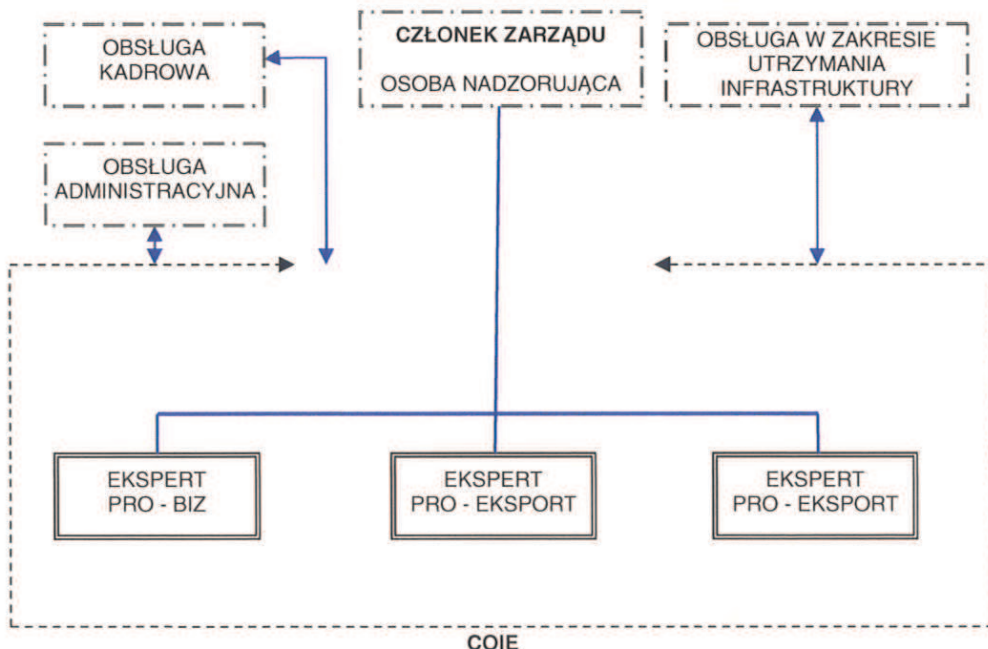 OBSŁUGA
KADROWA
CZŁONEK ZARZĄDU
OSOBA NADZORUJĄCA
OBSŁUGA W ZAKRESIE
UTRZYMANIA
INFRASTRUKTURY
OBSŁUGA
ADMINISTRACYJNA
EKSPERT
PRO - BIZ
EKSPERT
PRO - EKSPORT
EKSPERT
PRO - EKSPORT
COIE